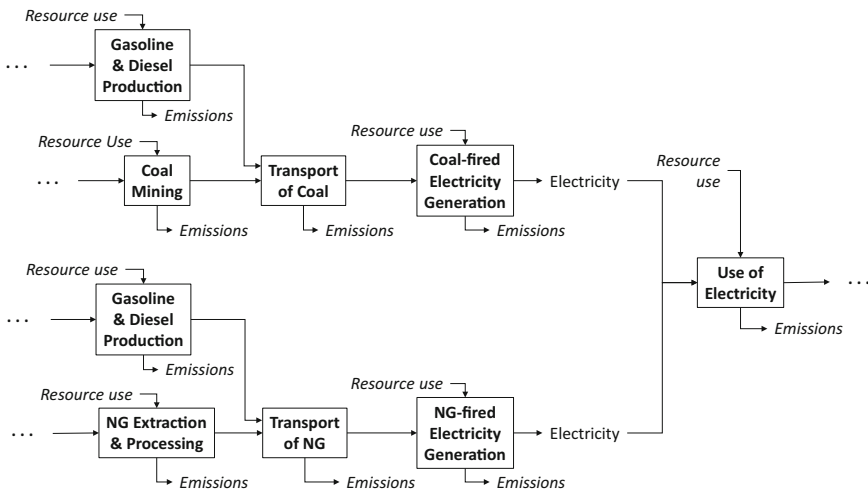 Resource use
Gasoline
& Diesel
Production
...
Emissions
Resource Use
Coal
Mining
...
Emissions
Transport
of Coal
Emissions
Resource use
Coal-fired
Electricity
Generation
Emissions
Electricity
Resource use
Gasoline
& Diesel
Production
...
Emissions
Resource use
NG Extraction
& Processing
...
Emissions
Transport
of NG
Emissions
Resource use
NG-fired
Electricity
Generation
Emissions
Electricity
Resource
use
Use of
Electricity
...
Emissions